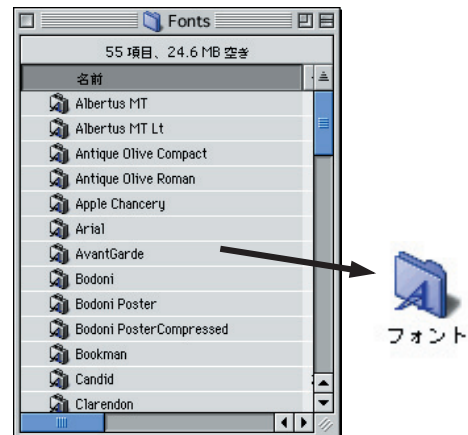 Fonts
55 項目、24.6 MB 空き
名前
Albertus MT
Albertus MT Lt
Antique Olive Compact
Antique Olive Roman
Apple Chancery
Arial
AvantGarde
Bodoni
Bodoni Poster
Bodoni PosterCompressed
Bookman
Candid
Clarendon
フォント